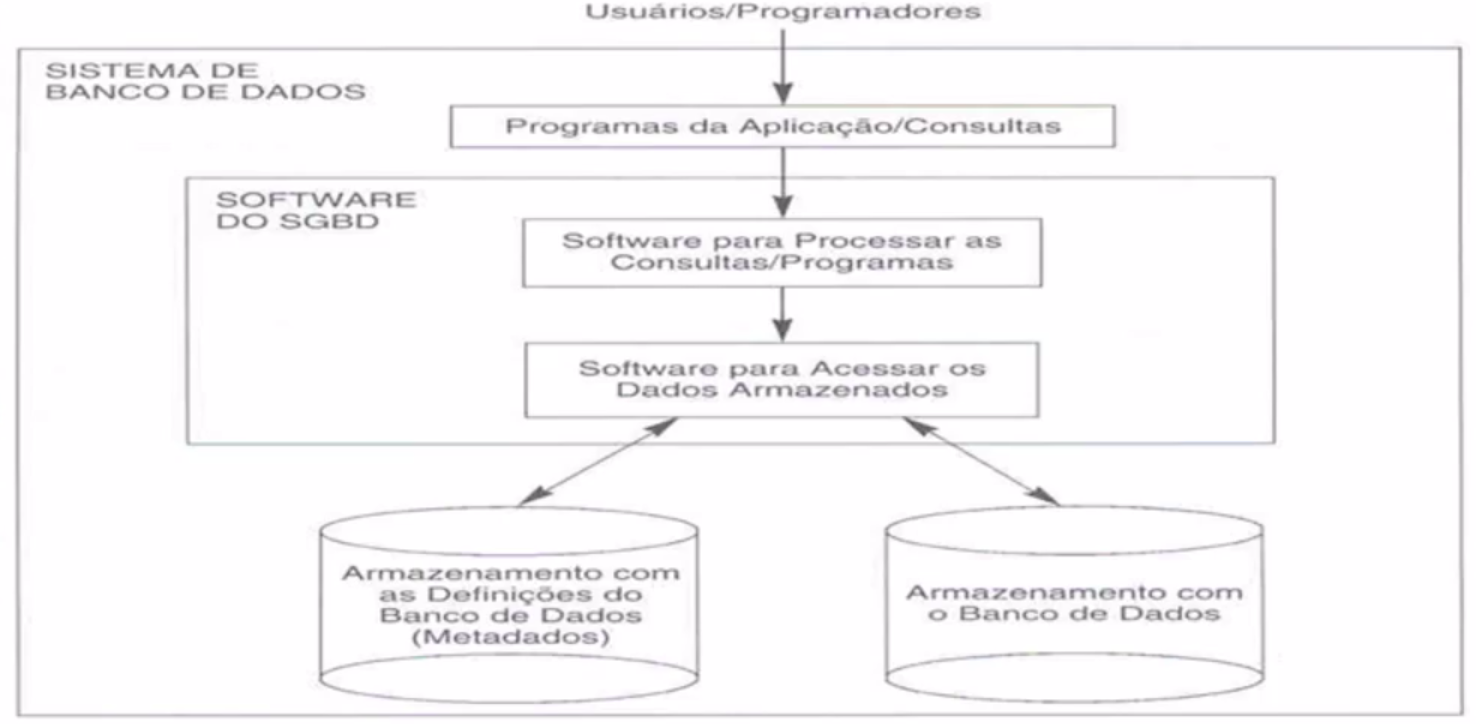 Usuários/Programadores
SISTEMA DE
BANCO DE DADOS
Programas da Aplicação/Consultas
SOFTWARE
DO SGBD
Software para Processar as
Consultas/Programas
Software para Acessar os
Dados Armazenados
Armazenamento com
as Definições do
Banco de Dados
(Metadados)
Armazenamento com
o Banco de Dados